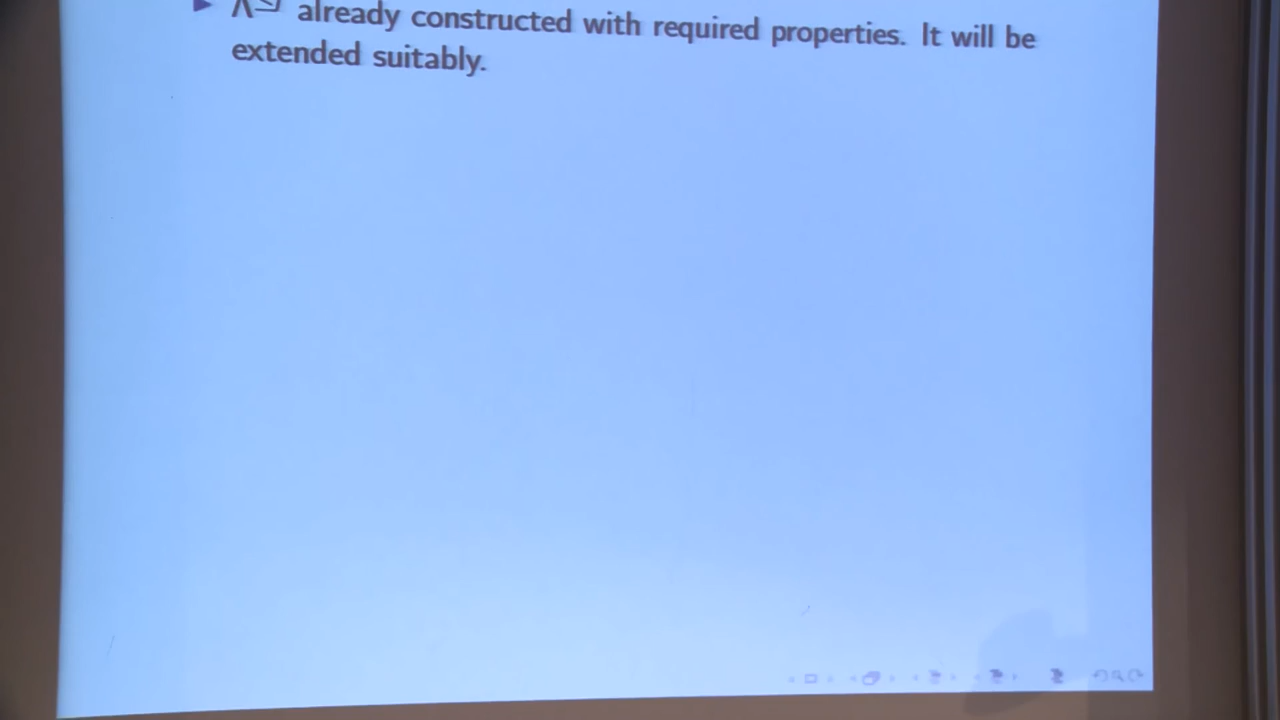 already constructed with required properties. It will be
extended suitably.